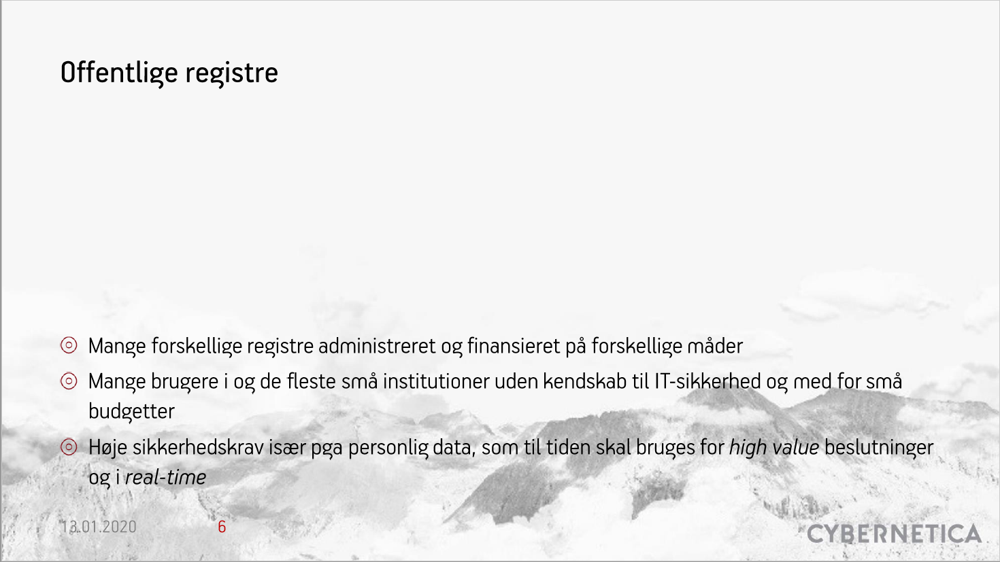 Offentlige registre
Mange forskellige registre administreret og finansieret på forskellige måder
Mange brugere i og de fleste små institutioner uden kendskab til IT-sikkerhed og med for små
budgetter
Høje sikkerhedskrav især pga personlig data, som til tiden skal bruges for high value beslutninger
og i real-time
13.01.2020 6
CYBERNETICA